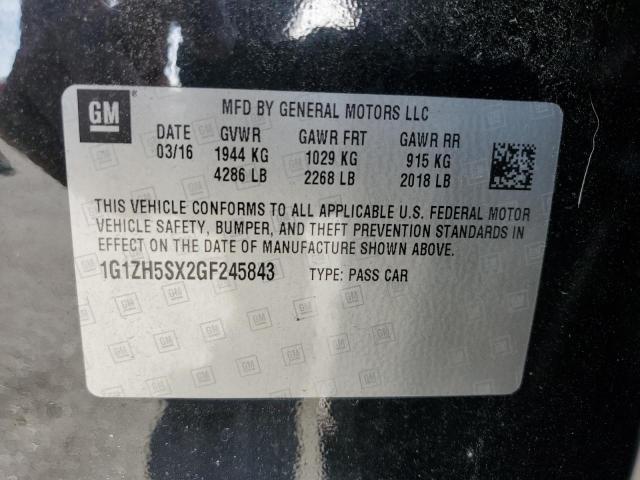 GM ®
MFD BY GENERAL MOTORS LLC
DATE GVWR GAWR FRT GAWR RR
03/16 1944 KG 1029 KG 915 KG
4286 LB 2268 LB 2018 LB
THIS VEHICLE CONFORMS TO ALL APPLICABLE U.S. FEDERAL MOTOR
VEHICLE SAFETY, BUMPER, AND THEFT PREVENTION STANDARDS IN
EFFECT ON THE DATE OF MANUFACTURE SHOWN ABOVE.
1G1ZH5SX2GF245843 TYPE: PASS CAR